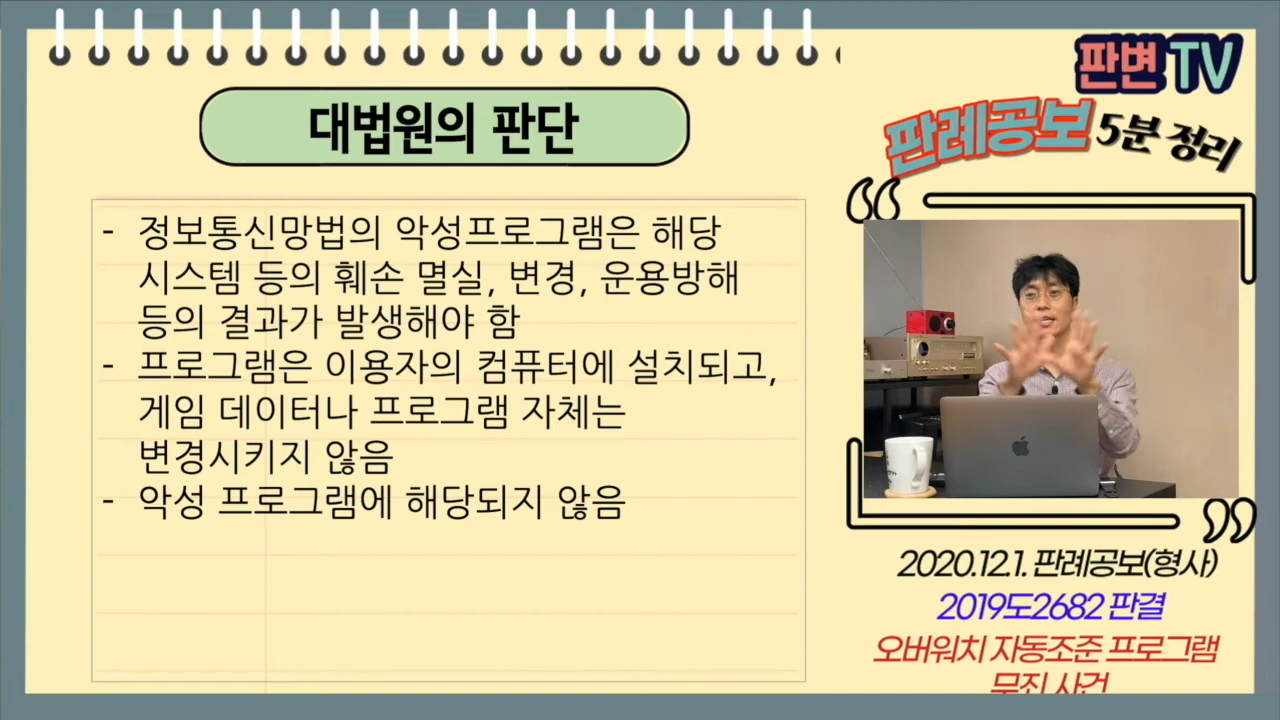 판변 TV
판례공보 5분 정리
대법원의 판단
- 정보통신망법의 악성프로그램은 해당
시스템 등의 훼손 멸실, 변경, 운용방해
등의 결과가 발생해야 함
- 프로그램은 이용자의 컴퓨터에 설치되고,
게임 데이터나 프로그램 자체는
변경시키지 않음
- 악성 프로그램에 해당되지 않음
2020.12.1. 판례공보(형사)
2019도2682 판결
오버워치 자동조준 프로그램
무죄 사건